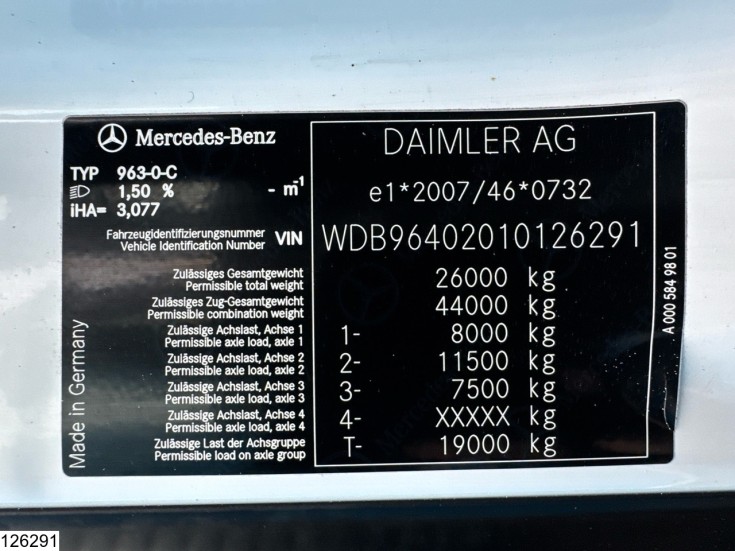 Mercedes-Benz
TYP 963-0-C
1,50 % - m-1
iHA= 3,077
DAIMLER AG
e1*2007/46*0732
Fahrzeugidentifizierungsnummer
Vehicle Identification Number VIN WDB96402010126291
Zulässiges Gesamtgewicht
Permissible total weight 26000 kg
Zulässiges Zug-Gesamtgewicht
Permissible combination weight 44000 kg
Zulässige Achslast, Achse 1
Permissible axle load, axle 1 1- 8000 kg
Zulässige Achslast, Achse 2
Permissible axle load, axle 2 2- 11500 kg
Zulässige Achslast, Achse 3
Permissible axle load, axle 3 3- 7500 kg
Zulässige Achslast, Achse 4
Permissible axle load, axle 4 4- XXXXX kg
Zulässige Last der Achsgruppe
Permissible load on axle group T- 19000 kg
Made in Germany
A 000 584 98 01
126291